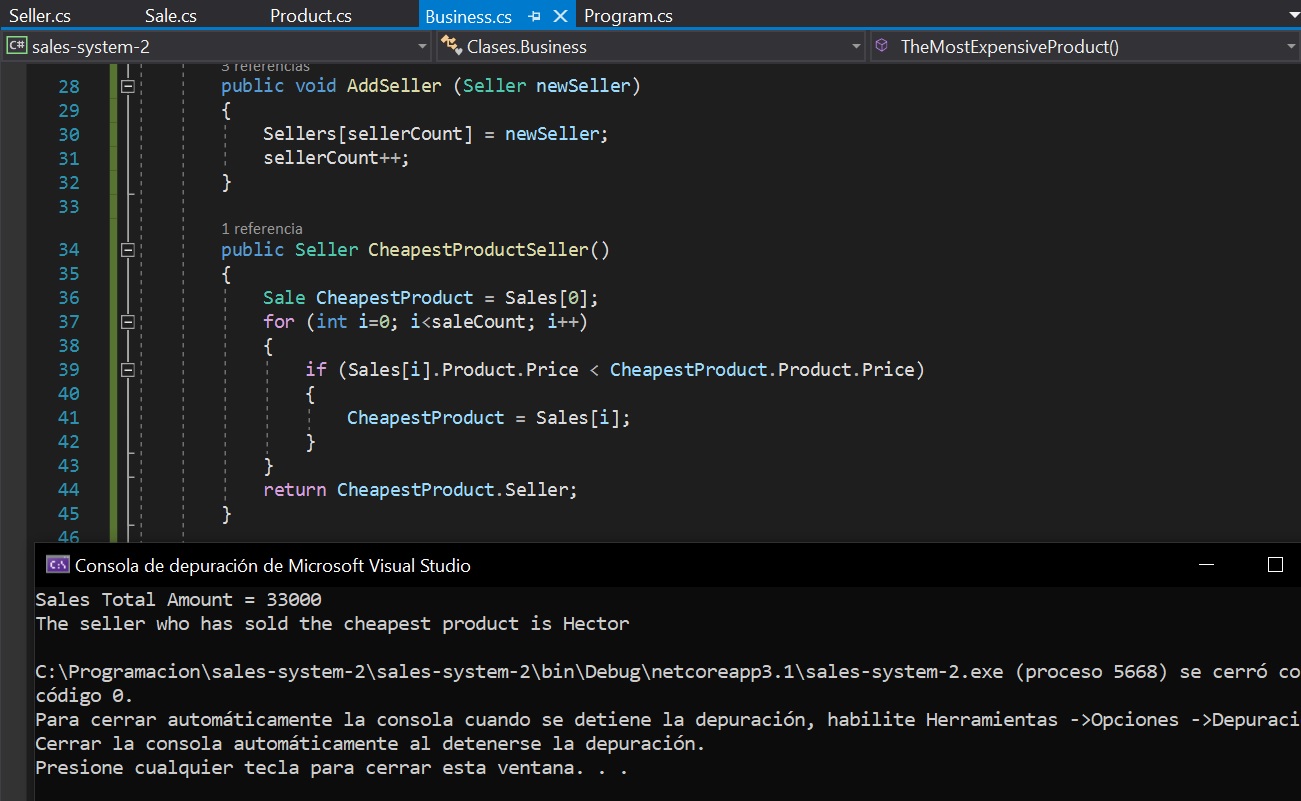 Seller.cs Sale.cs Product.cs Business.cs Program.cs
C# sales-system-2 Clases.Business TheMostExpensiveProduct()
3 referencias
28 public void AddSeller (Seller newSeller)
29 {
30 Sellers[sellerCount] = newSeller;
31 sellerCount++;
32 }
33
1 referencia
34 public Seller CheapestProductSeller()
35 {
36 Sale CheapestProduct = Sales[0];
37 for (int i=0; i<saleCount; i++)
38 {
39 if (Sales[i].Product.Price < CheapestProduct.Product.Price)
40 {
41 CheapestProduct = Sales[i];
42 }
43 }
44 return CheapestProduct.Seller;
45 }
46
C:\ Consola de depuración de Microsoft Visual Studio
Sales Total Amount = 33000
The seller who has sold the cheapest product is Hector
C:\Programacion\sales-system-2\sales-system-2\bin\Debug\netcoreapp3.1\sales-system-2.exe (proceso 5668) se cerró co
código 0.
Para cerrar automáticamente la consola cuando se detiene la depuración, habilite Herramientas ->Opciones ->Depuraci
Cerrar la consola automáticamente al detenerse la depuración.
Presione cualquier tecla para cerrar esta ventana. . .